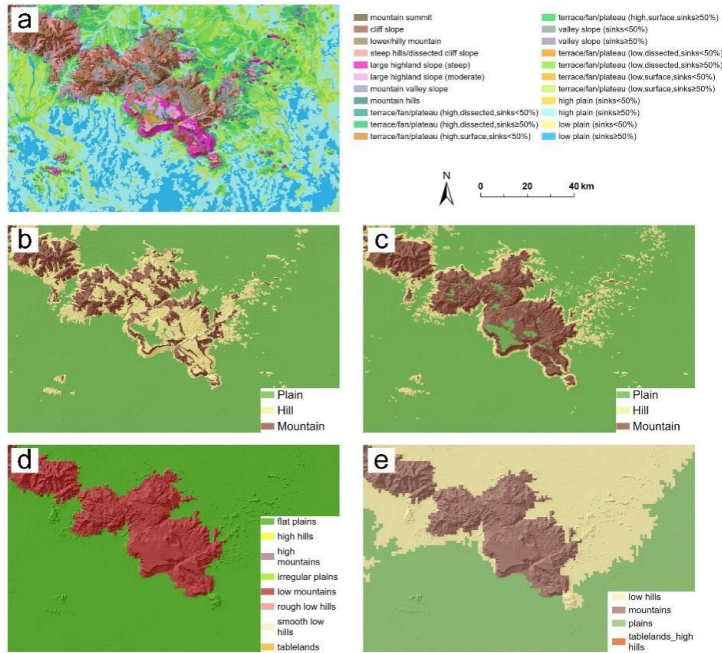 a
mountain summit
cliff slope
lower/hilly mountain
steep hills/dissected cliff slope
large highland slope (steep)
large highland slope (moderate)
mountain valley slope
mountain hills
terrace/fan/plateau (high,dissected,sinks<50%)
terrace/fan/plateau (high,dissected,sinks≥50%)
terrace/fan/plateau (high,surface,sinks<50%)
terrace/fan/plateau (high,surface,sinks≥50%)
valley slope (sinks<50%)
valley slope (sinks≥50%)
terrace/fan/plateau (low,dissected,sinks<50%)
terrace/fan/plateau (low,dissected,sinks≥50%)
terrace/fan/plateau (low,surface,sinks<50%)
terrace/fan/plateau (low,surface,sinks≥50%)
high plain (sinks<50%)
high plain (sinks≥50%)
low plain (sinks<50%)
low plain (sinks≥50%)
N
0 20 40 km
b
Plain
Hill
Mountain
c
Plain
Hill
Mountain
d
flat plains
high hills
high
mountains
irregular plains
low mountains
rough low hills
smooth low
hills
tablelands
e
low hills
mountains
plains
tablelands_high
hills